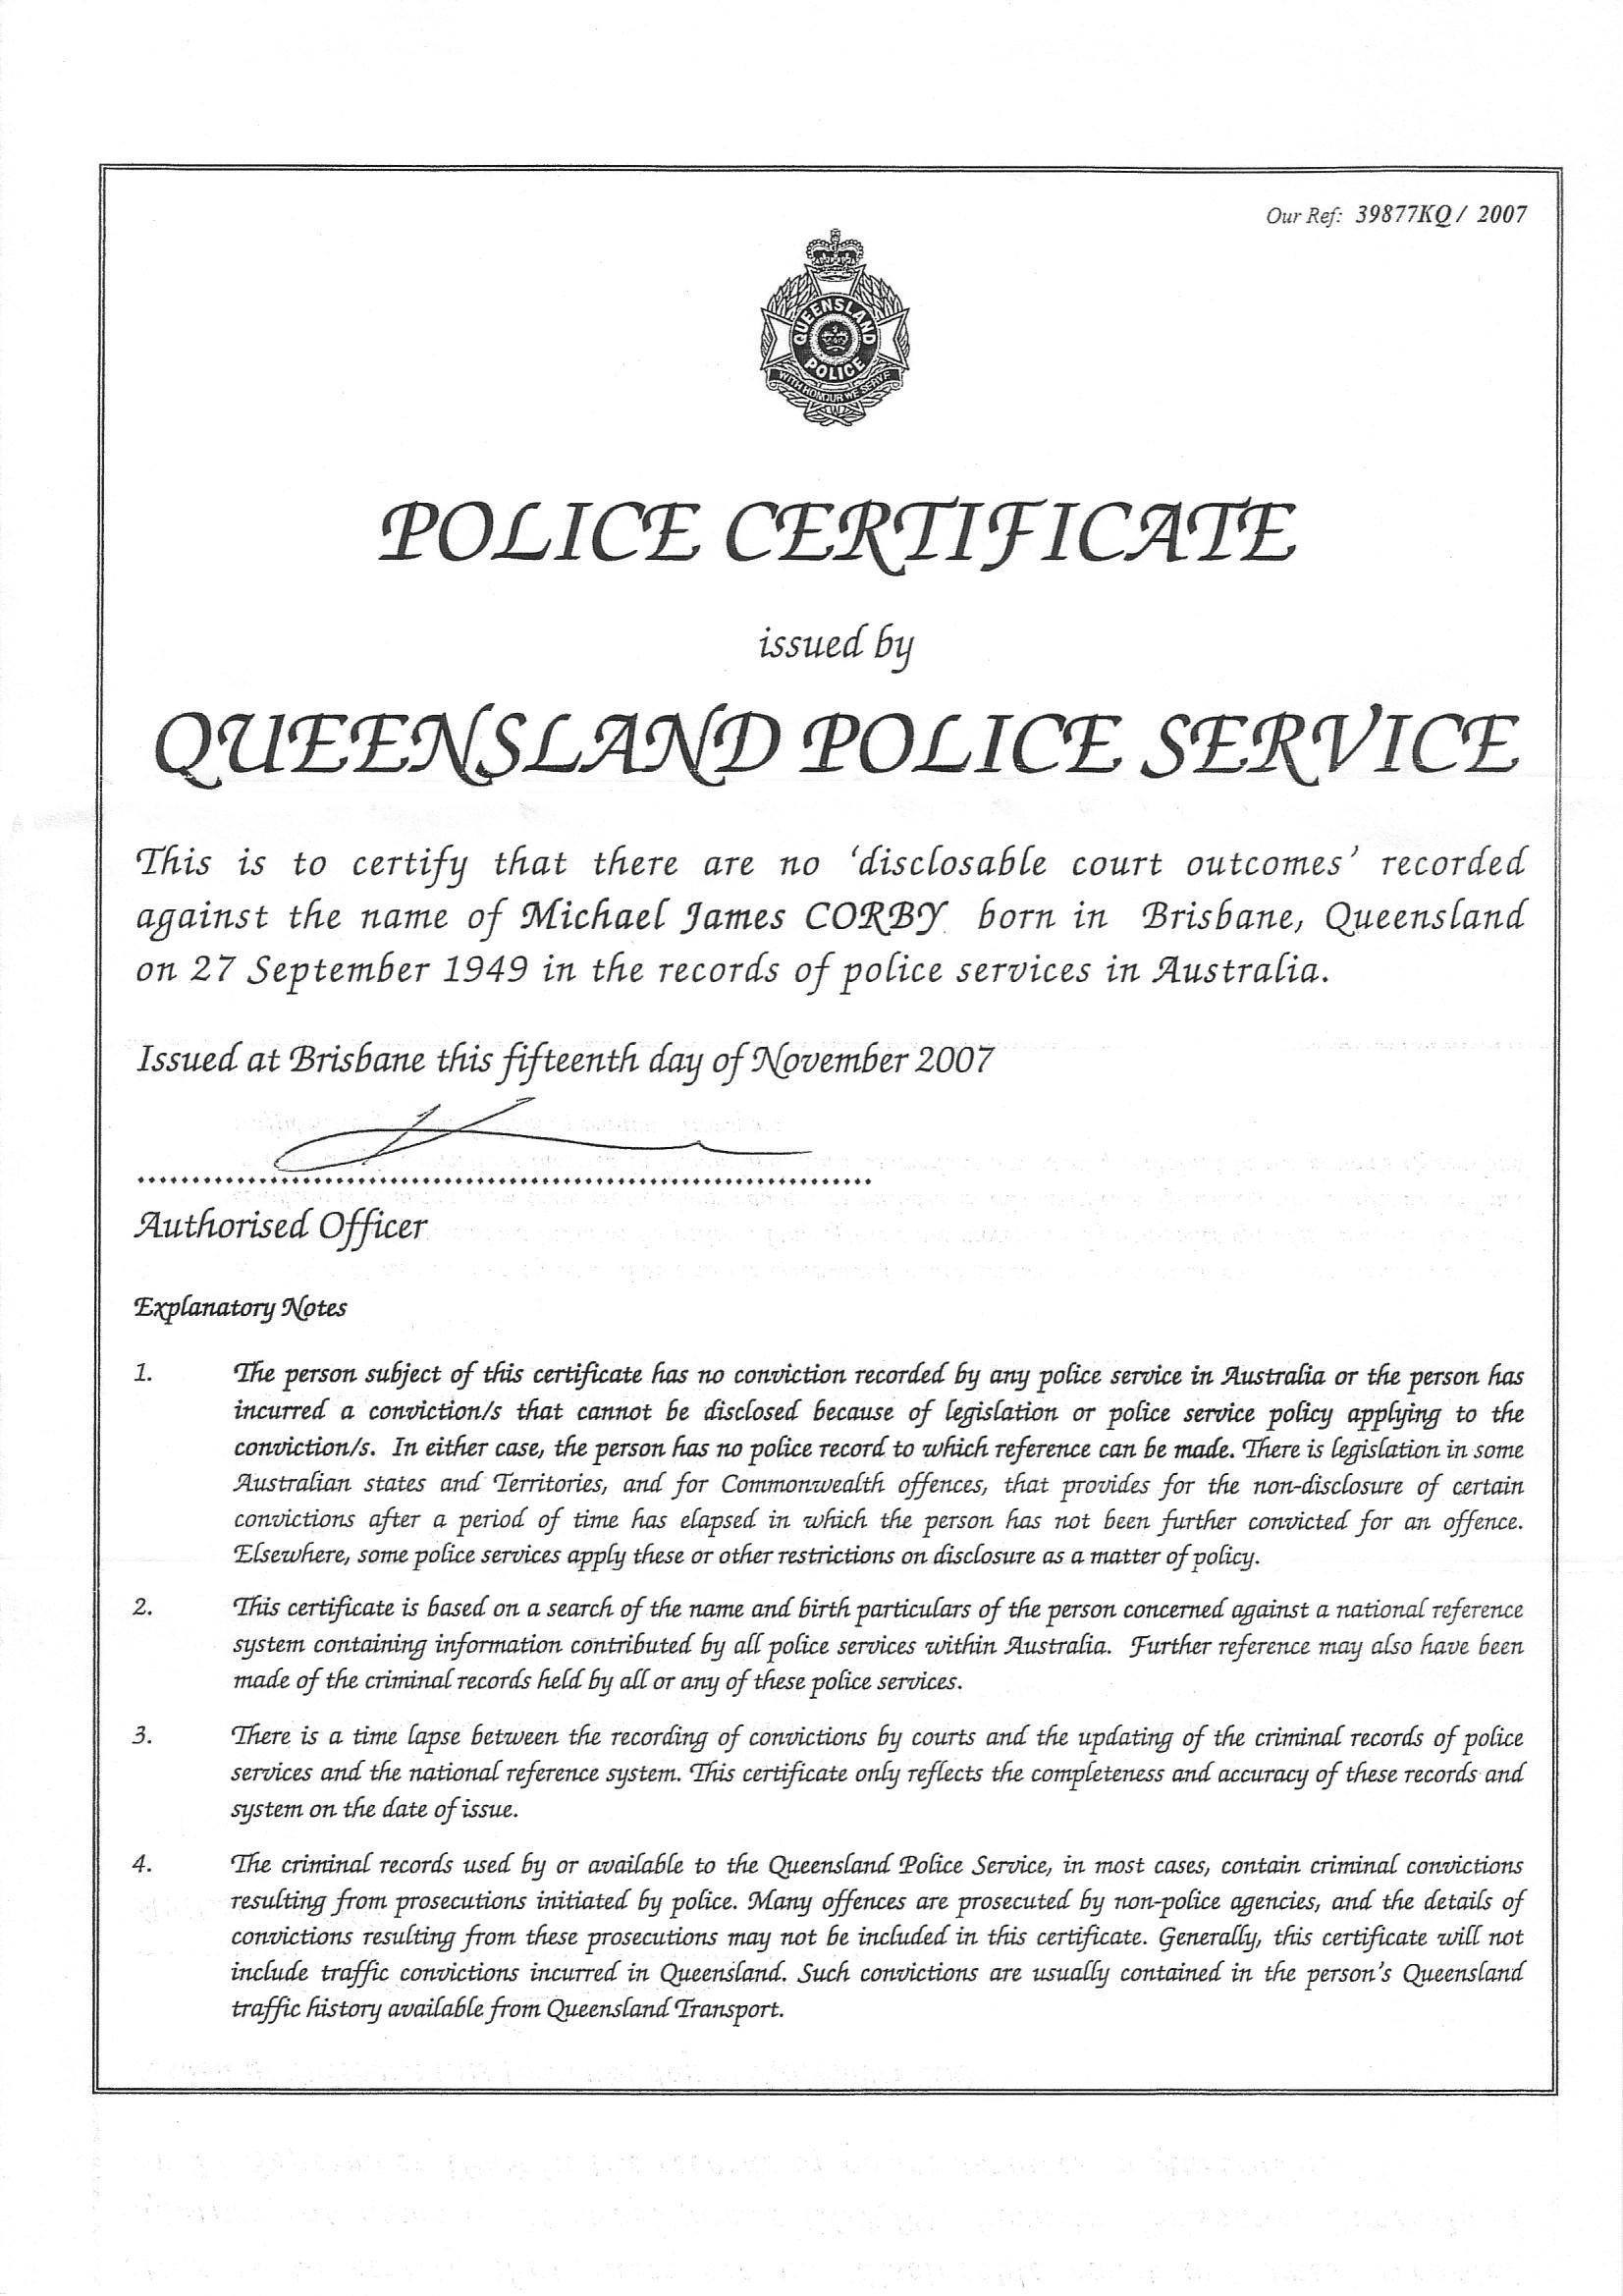 Our Ref: 39877KQ / 2007
QUEENSLAND
POLICE
WITH HONOUR WE SERVE
POLICE CERTIFICATE
issued by
QUEENSLAND POLICE SERVICE
This is to certify that there are no ‘disclosable court outcomes’ recorded
against the name of Michael James CORBY born in Brisbane, Queensland
on 27 September 1949 in the records of police services in Australia.
Issued at Brisbane this fifteenth day of November 2007
Authorised Officer
Explanatory Notes
1. The person subject of this certificate has no conviction recorded by any police service in Australia or the person has
incurred a conviction/s that cannot be disclosed because of legislation or police service policy applying to the
conviction/s. In either case, the person has no police record to which reference can be made. There is legislation in some
Australian states and Territories, and for Commonwealth offences, that provides for the non-disclosure of certain
convictions after a period of time has elapsed in which the person has not been further convicted for an offence.
Elsewhere, some police services apply these or other restrictions on disclosure as a matter of policy.
2. This certificate is based on a search of the name and birth particulars of the person concerned against a national reference
system containing information contributed by all police services within Australia. Further reference may also have been
made of the criminal records held by all or any of these police services.
3. There is a time lapse between the recording of convictions by courts and the updating of the criminal records of police
services and the national reference system. This certificate only reflects the completeness and accuracy of these records and
system on the date of issue.
4. The criminal records used by or available to the Queensland Police Service, in most cases, contain criminal convictions
resulting from prosecutions initiated by police. Many offences are prosecuted by non-police agencies, and the details of
convictions resulting from these prosecutions may not be included in this certificate. Generally, this certificate will not
include traffic convictions incurred in Queensland. Such convictions are usually contained in the person's Queensland
traffic history available from Queensland Transport.